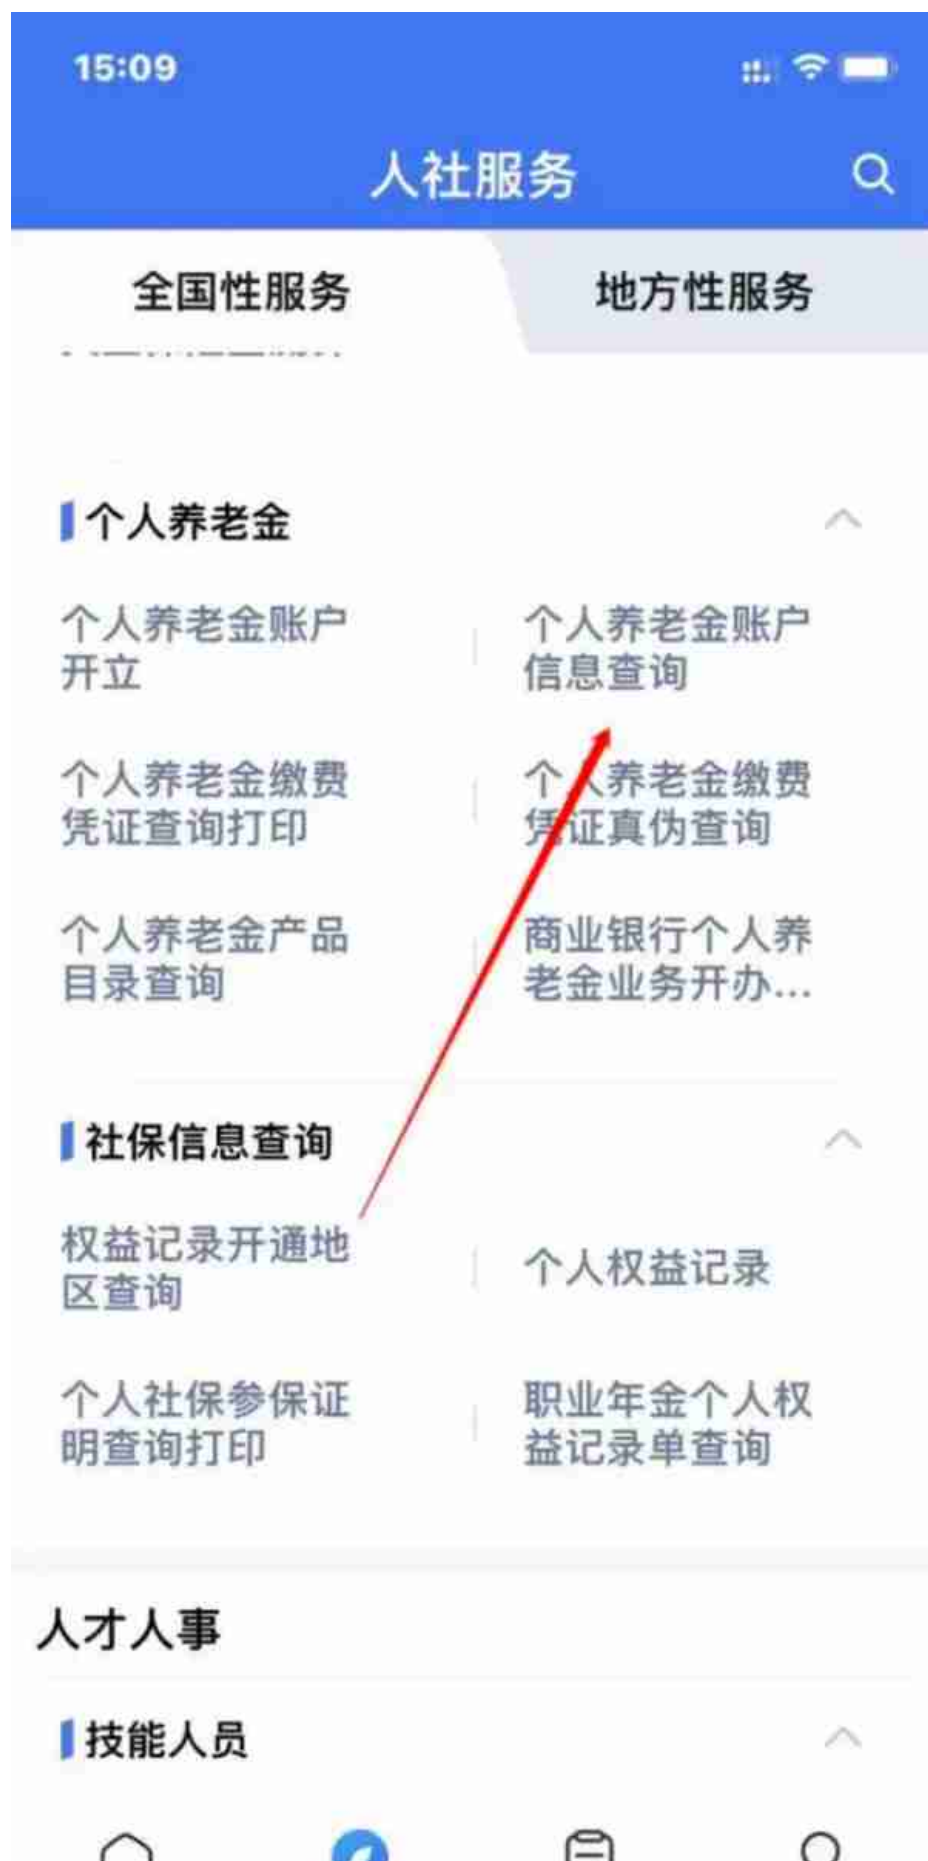 15:09
人社服务
全国性服务
地方性服务
个人养老金
个人养老金账户
开立
个人养老金账户
信息查询
个人养老金缴费
凭证查询打印
个人养老金缴费
凭证真伪查询
个人养老金产品
目录查询
商业银行个人养
老金业务开办...
社保信息查询
权益记录开通地
区查询
个人权益记录
个人社保参保证
明查询打印
职业年金个人权
益记录单查询
人才人事
技能人员